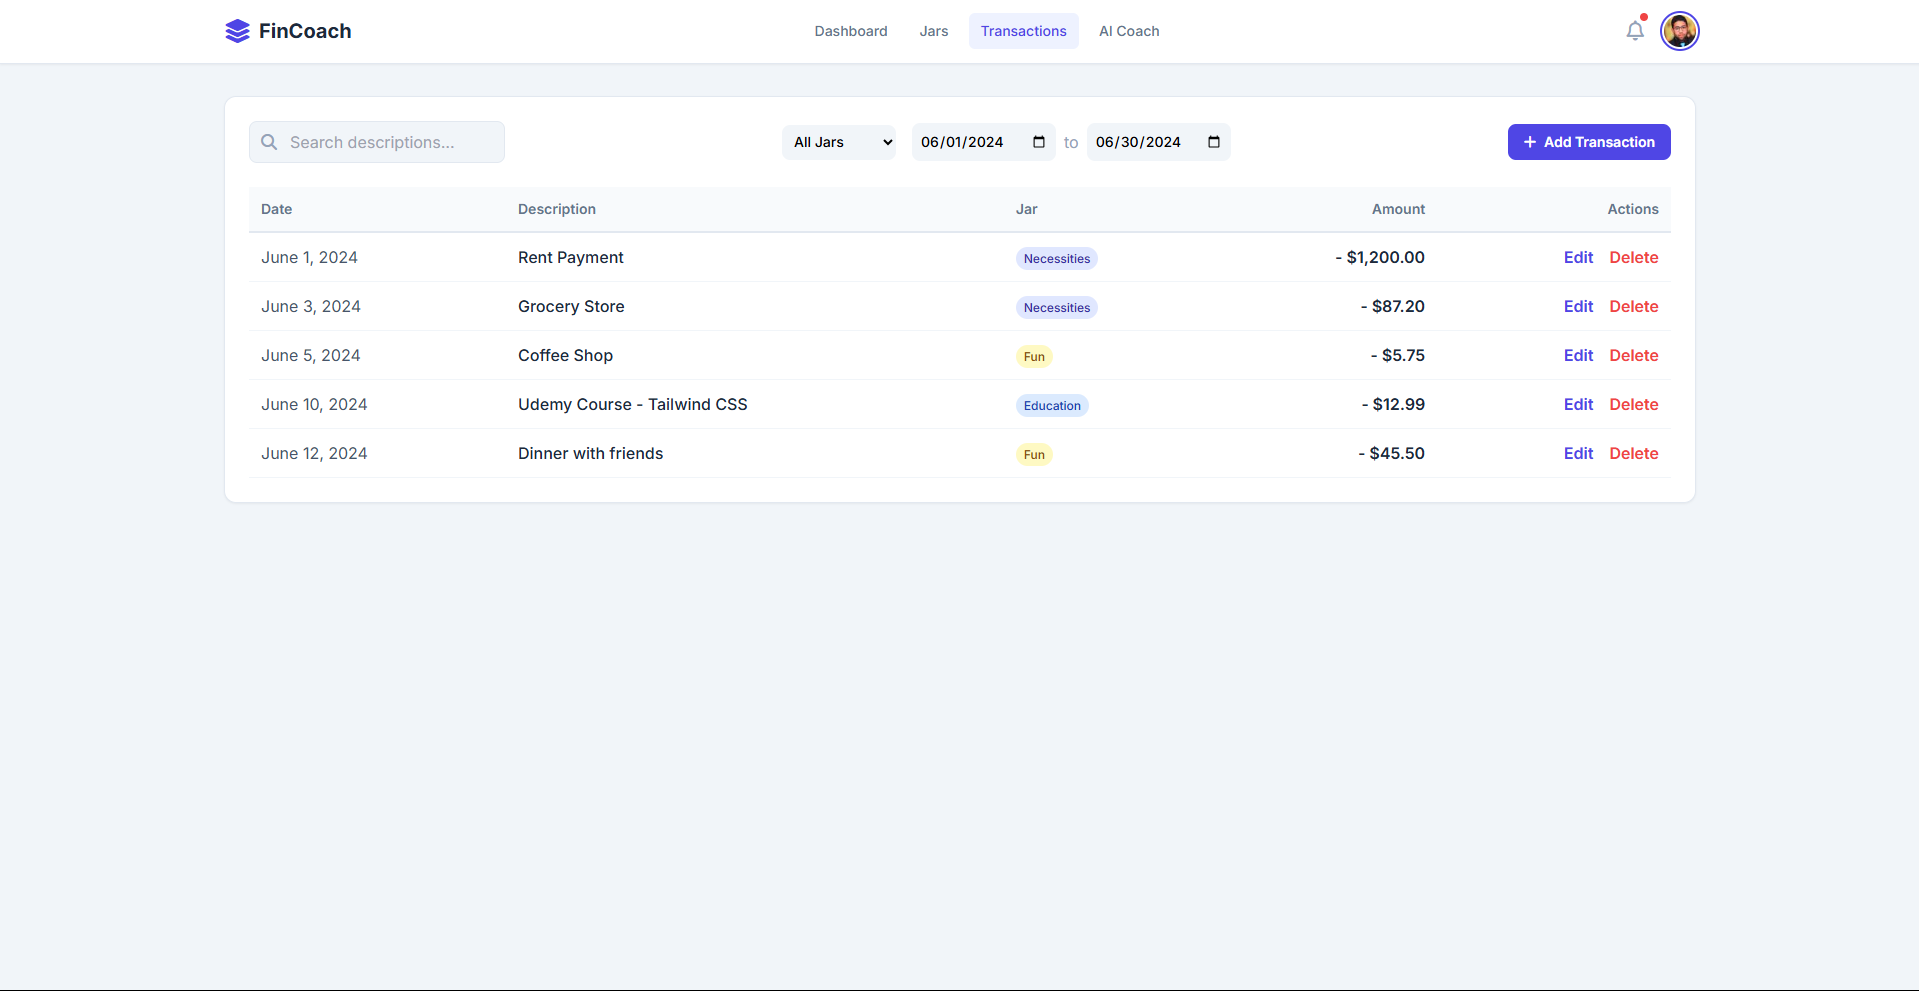 FinCoach
Dashboard Jars Transactions AI Coach
Search descriptions...
All Jars 06/01/2024 to 06/30/2024
+ Add Transaction
Date Description Jar Amount Actions
June 1, 2024 Rent Payment Necessities - $1,200.00 Edit Delete
June 3, 2024 Grocery Store Necessities - $87.20 Edit Delete
June 5, 2024 Coffee Shop Fun - $5.75 Edit Delete
June 10, 2024 Udemy Course - Tailwind CSS Education - $12.99 Edit Delete
June 12, 2024 Dinner with friends Fun - $45.50 Edit Delete